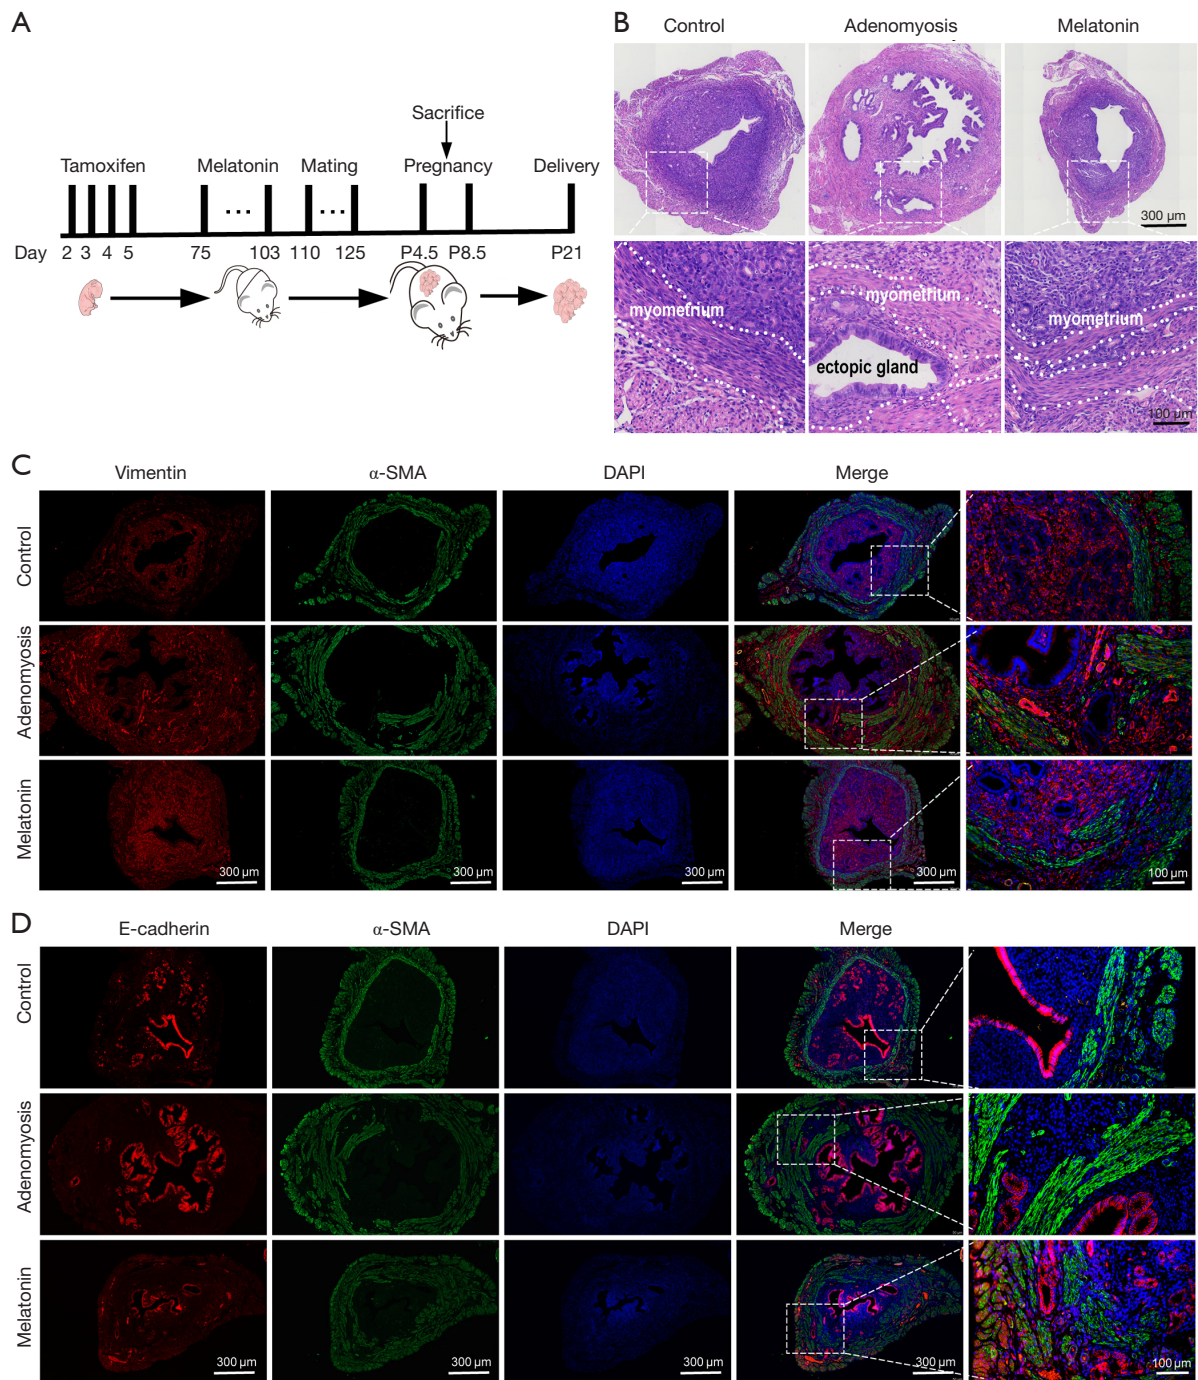 A
Sacrifice
Tamoxifen Melatonin Mating Pregnancy Delivery
... ...
Day 2 3 4 5 75 103 110 125 P4.5 P8.5 P21
B
Control Adenomyosis Melatonin
300 µm
myometrium myometrium myometrium
ectopic gland
100 µm
C
Vimentin α-SMA DAPI Merge
Control
Adenomyosis
Melatonin
300 µm 300 µm 300 µm 300 µm 100 µm
D
E-cadherin α-SMA DAPI Merge
Control
Adenomyosis
Melatonin
300 µm 300 µm 300 µm 300 µm 100 µm